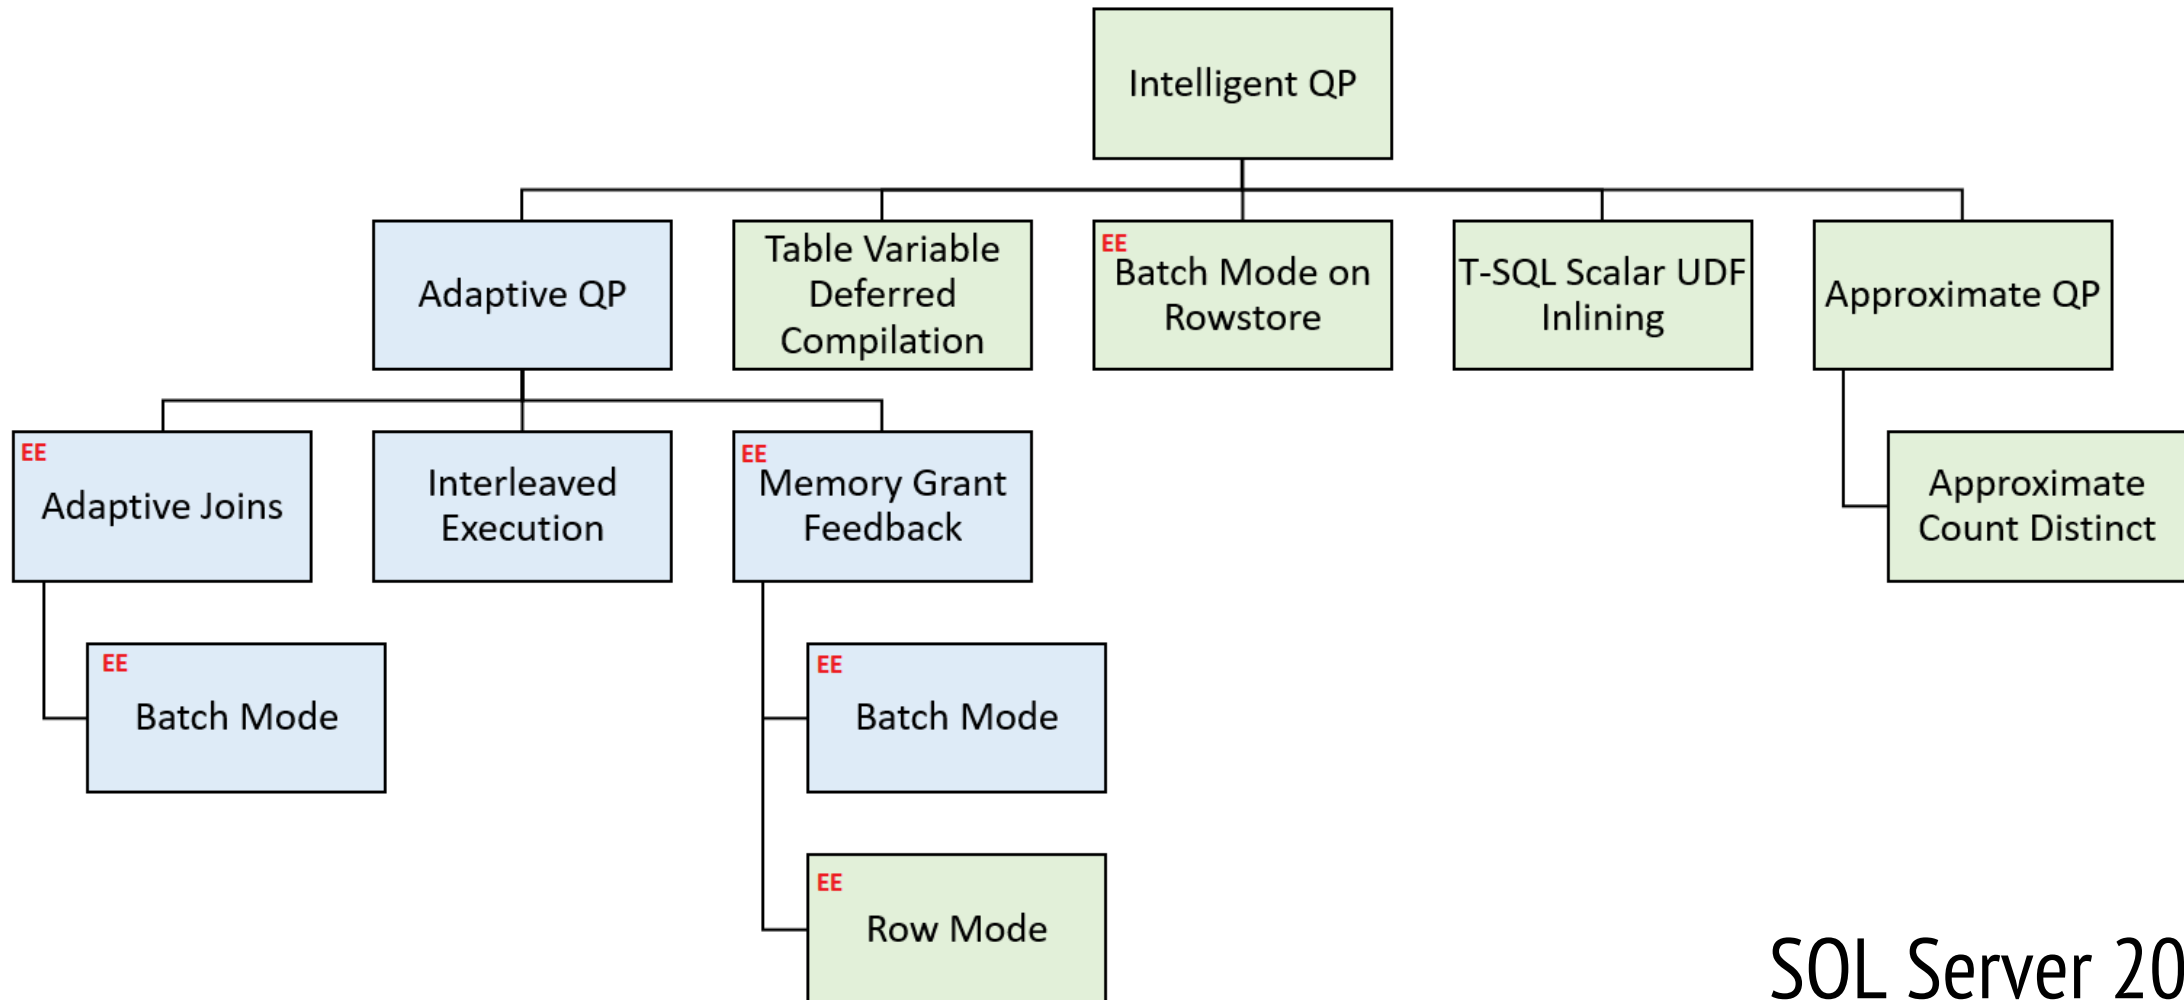 Intelligent QP
Adaptive QP
Table Variable
Deferred
Compilation
EE
Batch Mode on
Rowstore
T-SQL Scalar UDF
Inlining
Approximate QP
EE
Adaptive Joins
Interleaved
Execution
EE
Memory Grant
Feedback
Approximate
Count Distinct
EE
Batch Mode
EE
Batch Mode
EE
Row Mode
SQL Server 20